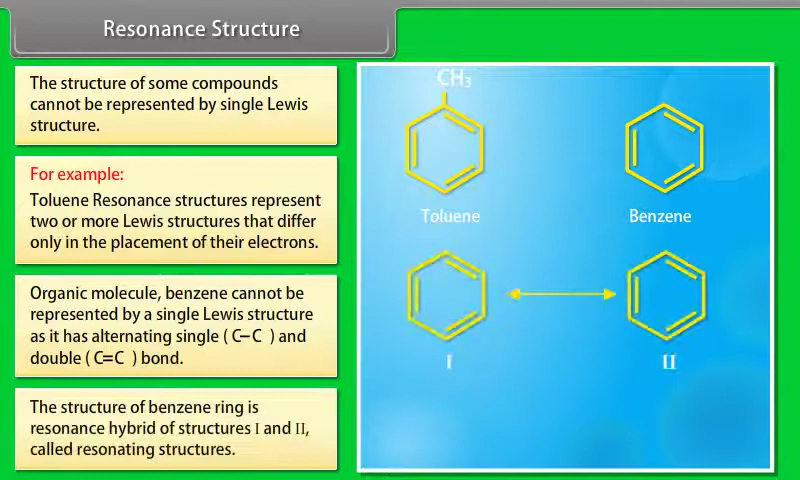 Resonance Structure
The structure of some compounds
cannot be represented by single Lewis
structure.
For example:
Toluene Resonance structures represent
two or more Lewis structures that differ
only in the placement of their electrons.
Organic molecule, benzene cannot be
represented by a single Lewis structure
as it has alternating single ( C−C ) and
double ( C=C ) bond.
The structure of benzene ring is
resonance hybrid of structures I and II,
called resonating structures.
CH₃
Toluene
Benzene
I
II